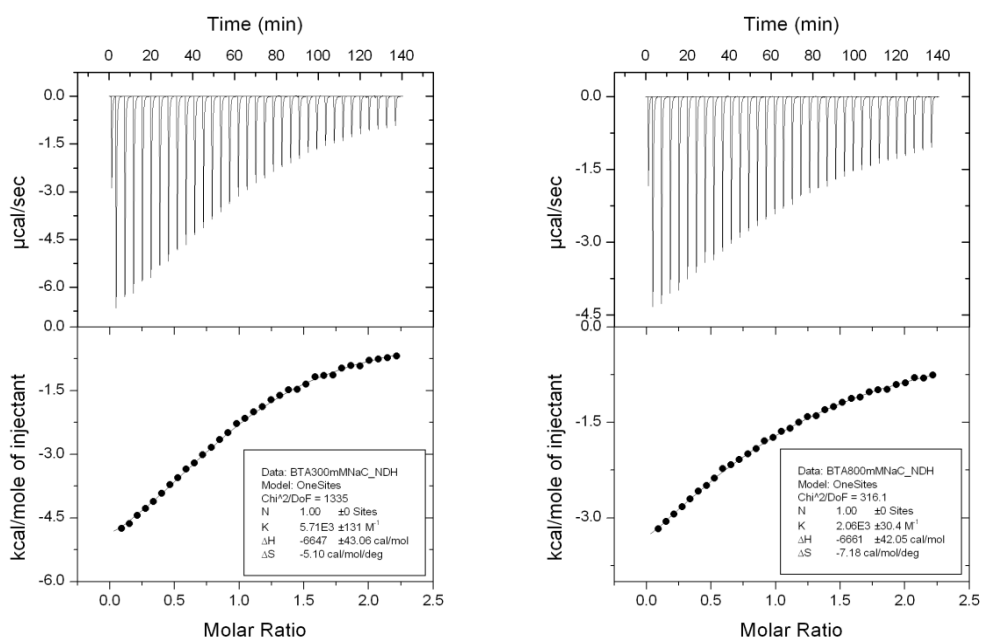 Time (min)
0 20 40 60 80 100 120 140
0.0
-1.5
-3.0
-4.5
-6.0
µcal/sec
0.0
-1.5
-3.0
-4.5
-6.0
kcal/mole of injectant
Data: BTA300mMNaC_NDH
Model: OneSites
Chi^2/DoF = 1335
N 1.00 ±0 Sites
K 5.71E3 ±131 M⁻¹
ΔH -6647 ±43.06 cal/mol
ΔS -5.10 cal/mol/deg
0.0 0.5 1.0 1.5 2.0 2.5
Molar Ratio
Time (min)
0 20 40 60 80 100 120 140
0.0
-1.5
-3.0
-4.5
µcal/sec
0.0
-1.5
-3.0
kcal/mole of injectant
Data: BTA800mMNaC_NDH
Model: OneSites
Chi^2/DoF = 316.1
N 1.00 ±0 Sites
K 2.06E3 ±30.4 M⁻¹
ΔH -6661 ±42.05 cal/mol
ΔS -7.18 cal/mol/deg
0.0 0.5 1.0 1.5 2.0 2.5
Molar Ratio